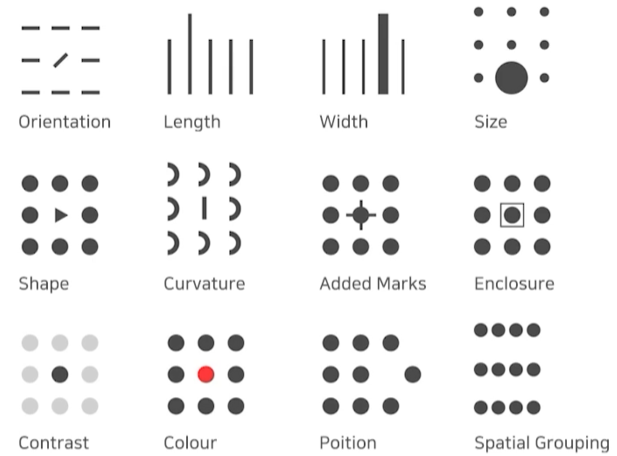 Orientation
Length
Width
Size
Shape
Curvature
Added Marks
Enclosure
Contrast
Colour
Poition
Spatial Grouping